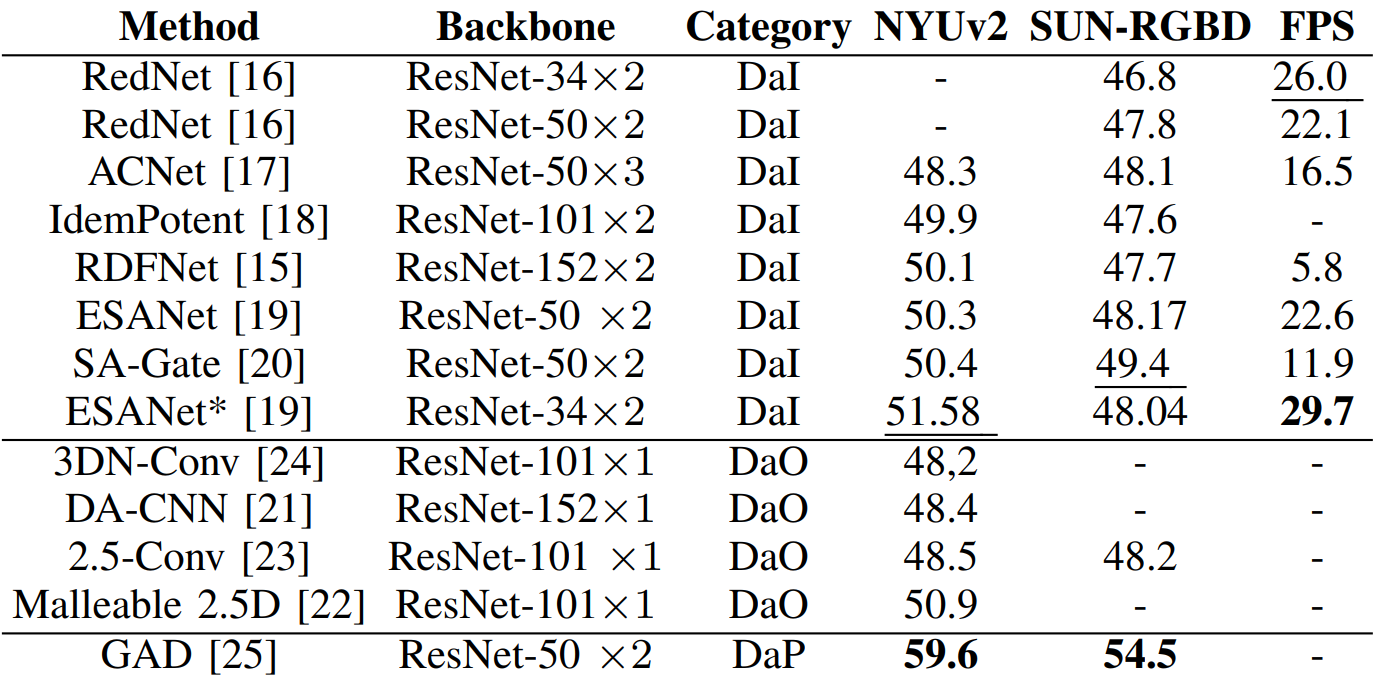 Method Backbone Category NYUv2 SUN-RGBD FPS
RedNet [16] ResNet-34×2 DaI - 46.8 26.0
RedNet [16] ResNet-50×2 DaI - 47.8 22.1
ACNet [17] ResNet-50×3 DaI 48.3 48.1 16.5
IdemPotent [18] ResNet-101×2 DaI 49.9 47.6 -
RDFNet [15] ResNet-152×2 DaI 50.1 47.7 5.8
ESANet [19] ResNet-50 ×2 DaI 50.3 48.17 22.6
SA-Gate [20] ResNet-50×2 DaI 50.4 49.4 11.9
ESANet* [19] ResNet-34×2 DaI 51.58 48.04 29.7
3DN-Conv [24] ResNet-101×1 DaO 48,2 - -
DA-CNN [21] ResNet-152×1 DaO 48.4 - -
2.5-Conv [23] ResNet-101 ×1 DaO 48.5 48.2 -
Malleable 2.5D [22] ResNet-101×1 DaO 50.9 - -
GAD [25] ResNet-50 ×2 DaP 59.6 54.5 -